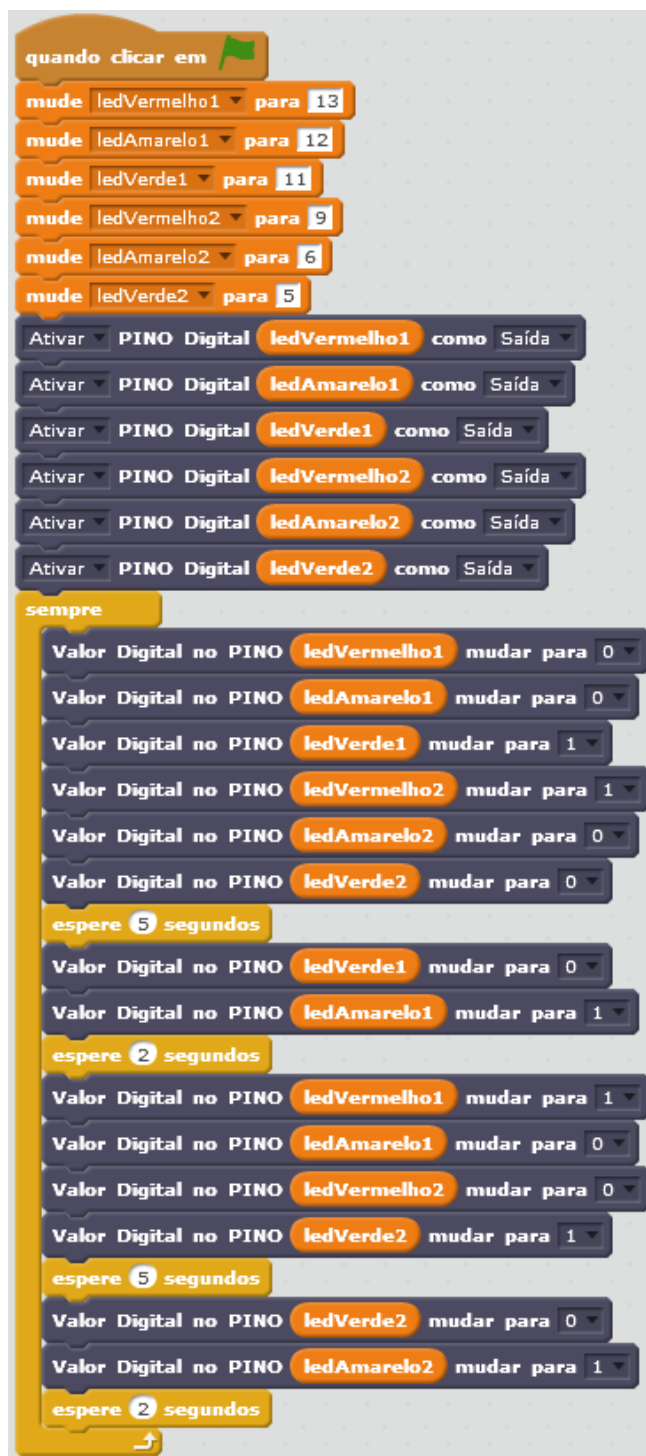 quando clicar em
mude ledVermelho1 para 13
mude ledAmarelo1 para 12
mude ledVerde1 para 11
mude ledVermelho2 para 9
mude ledAmarelo2 para 6
mude ledVerde2 para 5
Ativar PINO Digital ledVermelho1 como Saída
Ativar PINO Digital ledAmarelo1 como Saída
Ativar PINO Digital ledVerde1 como Saída
Ativar PINO Digital ledVermelho2 como Saída
Ativar PINO Digital ledAmarelo2 como Saída
Ativar PINO Digital ledVerde2 como Saída
sempre
Valor Digital no PINO ledVermelho1 mudar para 0
Valor Digital no PINO ledAmarelo1 mudar para 0
Valor Digital no PINO ledVerde1 mudar para 1
Valor Digital no PINO ledVermelho2 mudar para 1
Valor Digital no PINO ledAmarelo2 mudar para 0
Valor Digital no PINO ledVerde2 mudar para 0
espere 5 segundos
Valor Digital no PINO ledVerde1 mudar para 0
Valor Digital no PINO ledAmarelo1 mudar para 1
espere 2 segundos
Valor Digital no PINO ledVermelho1 mudar para 1
Valor Digital no PINO ledAmarelo1 mudar para 0
Valor Digital no PINO ledVermelho2 mudar para 0
Valor Digital no PINO ledVerde2 mudar para 1
espere 5 segundos
Valor Digital no PINO ledVerde2 mudar para 0
Valor Digital no PINO ledAmarelo2 mudar para 1
espere 2 segundos